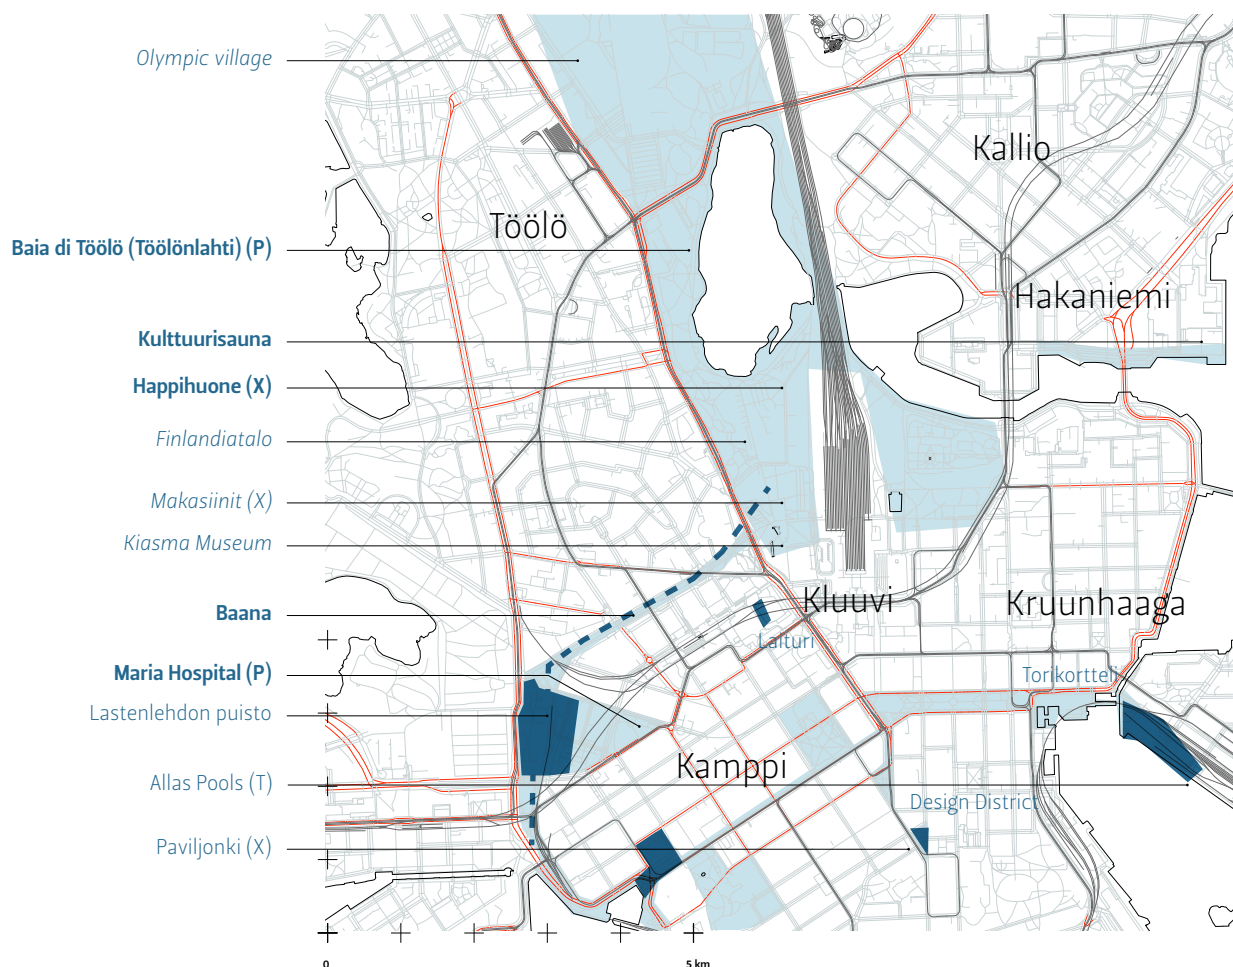 Olympic village
Kallio
Töölö
Baia di Töölö (Töölönlahti) (P)
Hakaniemi
Kulttuurisauna
Happihuone (X)
Finlandiatalo
Makasiinit (X)
Kiasma Museum
Kluuvi
Kruunhaaga
Baana
Laituri
Maria Hospital (P)
Torikortteli
Lastenlehdon puisto
Kamppi
Allas Pools (T)
Design District
Paviljonki (X)
0
5 km